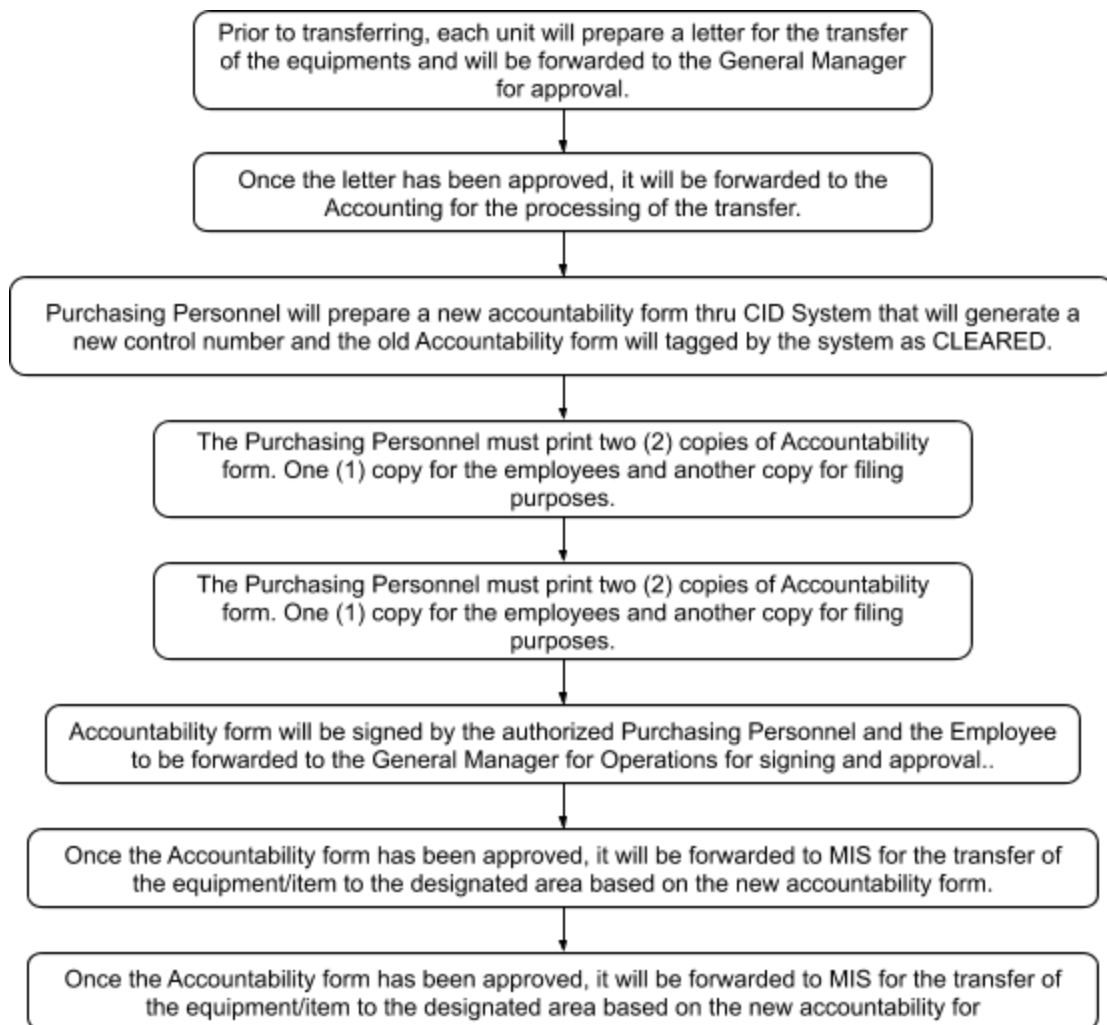 Prior to transferring, each unit will prepare a letter for the transfer
of the equipments and will be forwarded to the General Manager
for approval.
Once the letter has been approved, it will be forwarded to the
Accounting for the processing of the transfer.
Purchasing Personnel will prepare a new accountability form thru CID System that will generate a
new control number and the old Accountability form will tagged by the system as CLEARED.
The Purchasing Personnel must print two (2) copies of Accountability
form. One (1) copy for the employees and another copy for filing
purposes.
The Purchasing Personnel must print two (2) copies of Accountability
form. One (1) copy for the employees and another copy for filing
purposes.
Accountability form will be signed by the authorized Purchasing Personnel and the Employee
to be forwarded to the General Manager for Operations for signing and approval..
Once the Accountability form has been approved, it will be forwarded to MIS for the transfer of
the equipment/item to the designated area based on the new accountability form.
Once the Accountability form has been approved, it will be forwarded to MIS for the transfer of
the equipment/item to the designated area based on the new accountability for